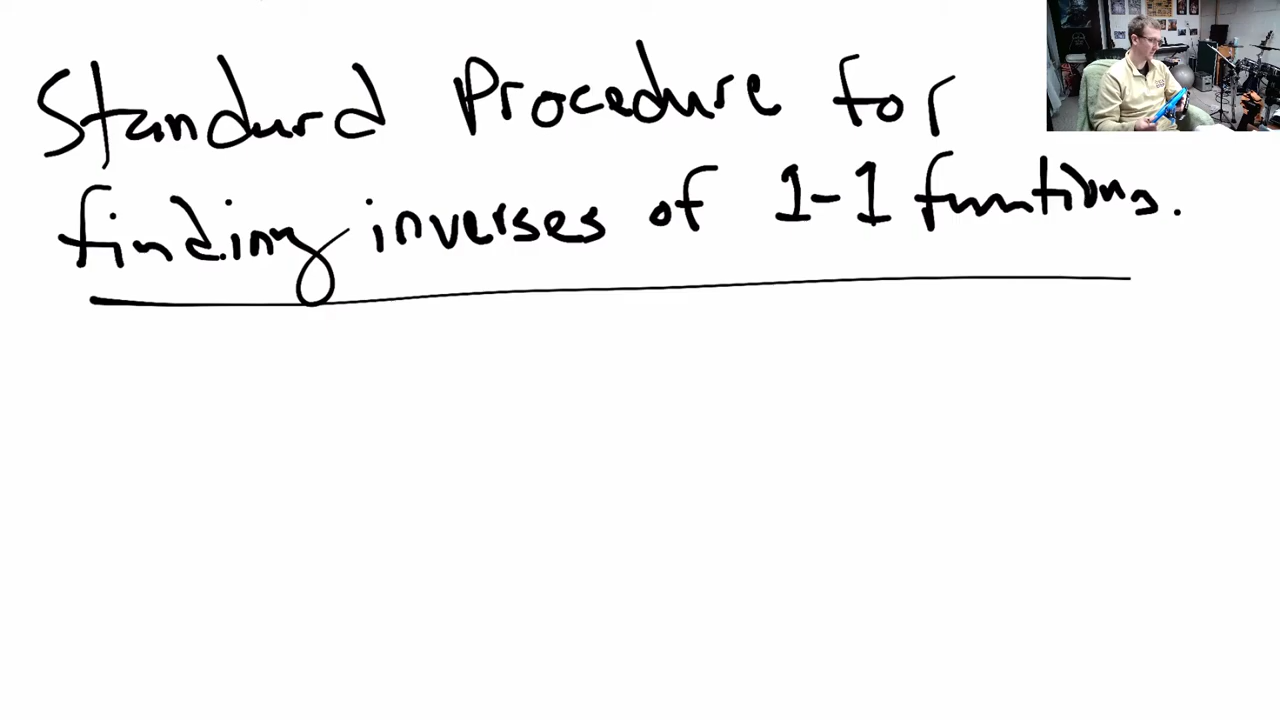 Standard Procedure for
finding inverses of 1-1 functions.